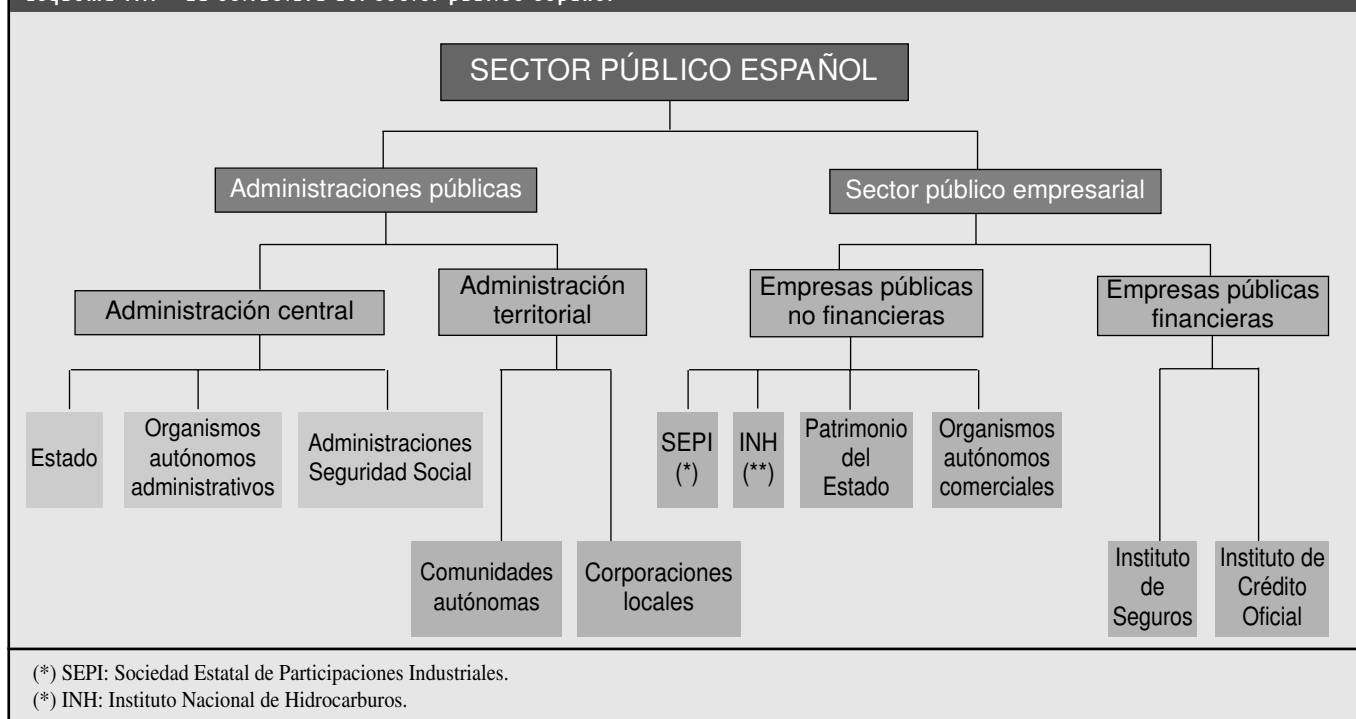 SECTOR PÚBLICO ESPAÑOL
Administraciones públicas
Sector público empresarial
Administración central
Administración
territorial
Empresas públicas
no financieras
Empresas públicas
financieras
Estado
Organismos
autónomos
administrativos
Administraciones
Seguridad Social
SEPI
(*)
INH
(**)
Patrimonio
del
Estado
Organismos
autónomos
comerciales
Comunidades
autónomas
Corporaciones
locales
Instituto
de
Seguros
Instituto de
Crédito
Oficial
(*) SEPI: Sociedad Estatal de Participaciones Industriales.
(*) INH: Instituto Nacional de Hidrocarburos.